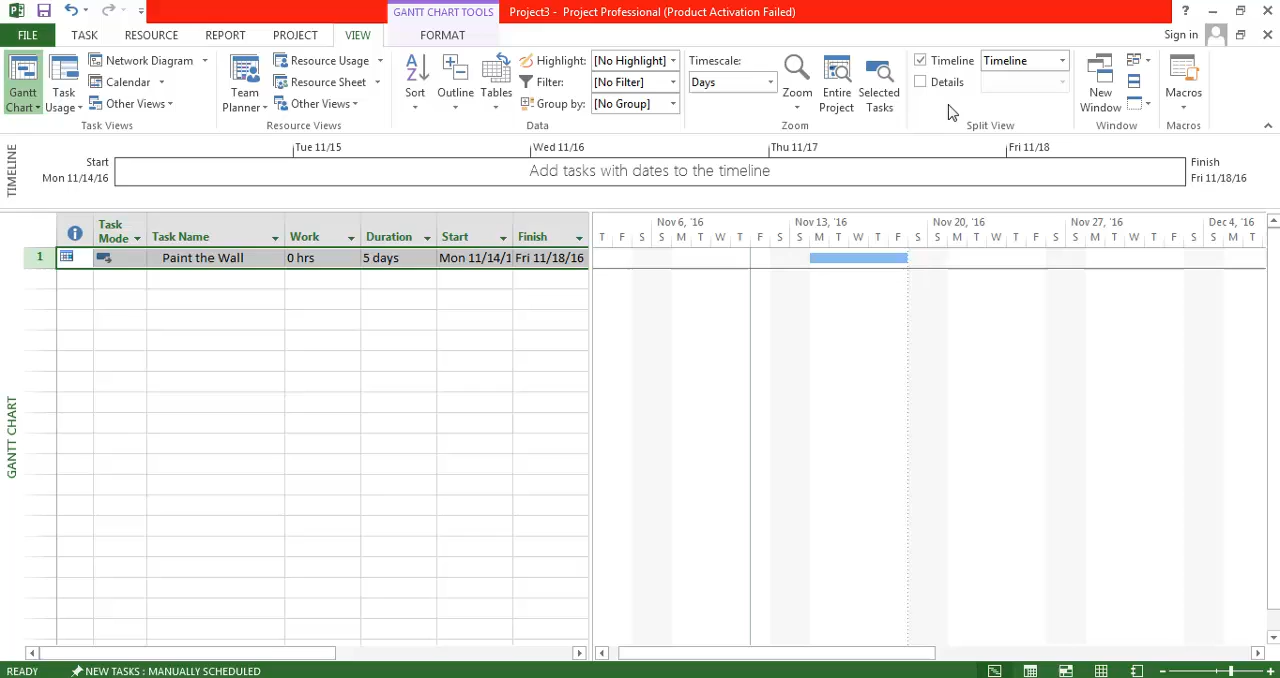 GANTT CHART TOOLS
Project3 - Project Professional (Product Activation Failed)
?
FILE TASK RESOURCE REPORT PROJECT VIEW FORMAT Sign in
Gantt Chart
Task Usage
Network Diagram
Calendar
Other Views
Task Views
Team Planner
Resource Usage
Resource Sheet
Other Views
Resource Views
Sort
Outline
Tables
Highlight: [No Highlight]
Filter: [No Filter]
Group by: [No Group]
Data
Timescale:
Days
Zoom
Entire Project
Selected Tasks
Zoom
Timeline Timeline
Details
Split View
New Window
Window
Macros
Macros
TIMELINE
Tue 11/15 Wed 11/16 Thu 11/17 Fri 11/18
Start
Mon 11/14/16
Add tasks with dates to the timeline
Finish
Fri 11/18/16
GANTT CHART
Task Mode Task Name Work Duration Start Finish
1 Paint the Wall 0 hrs 5 days Mon 11/14/1 Fri 11/18/16
Nov 6, '16 Nov 13, '16 Nov 20, '16 Nov 27, '16 Dec 4, '16
T F S S M T W T F S S M T W T F S S M T W T F S S M T W T F S S M T
READY NEW TASKS : MANUALLY SCHEDULED